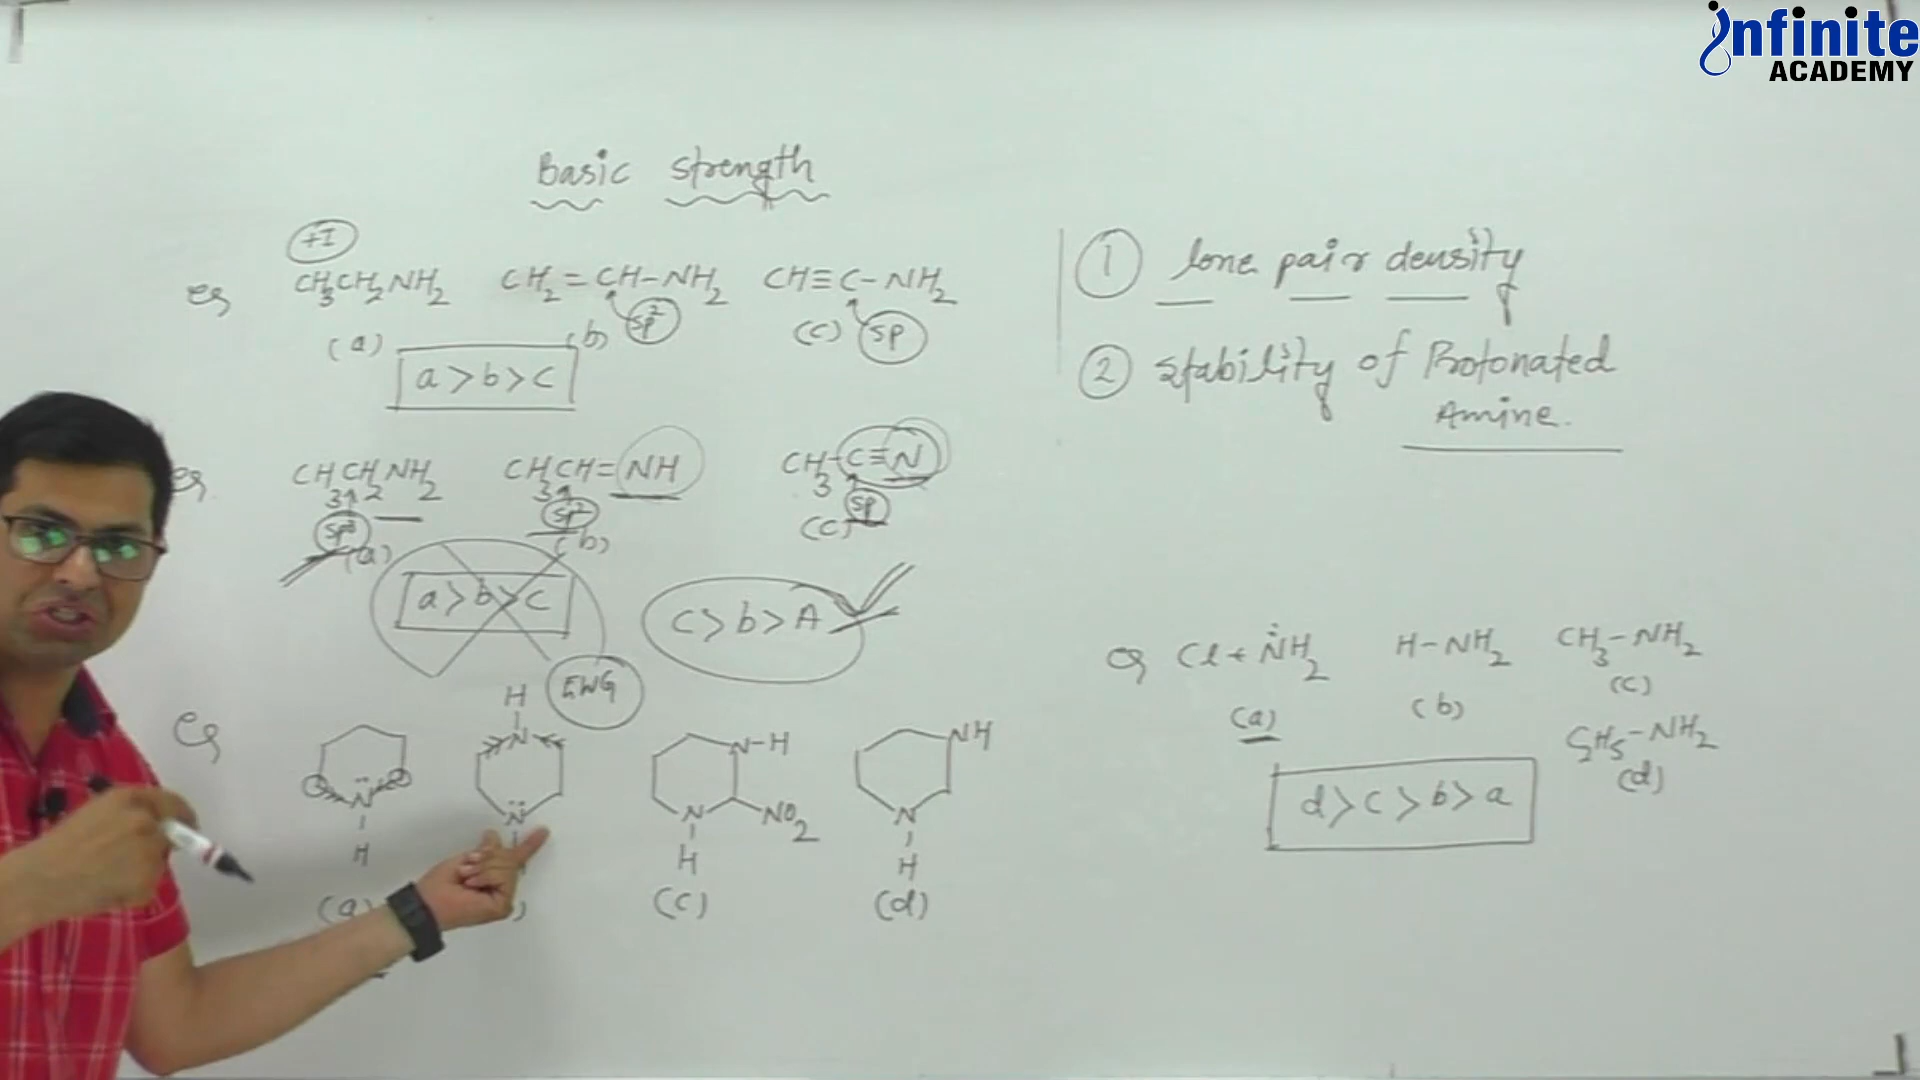 infinite
ACADEMY
Basic strength
+I
CH3CH2NH2 CH2=CH-NH2 CH≡C-NH2
(a) (b) sp² (c) sp
a > b > c
CH3CH2NH2 CH3CH=NH CH3-C≡N
sp³ sp² sp
(a) (b) (c)
a > b > c
c > b > A
EWG
eg
H
N N N-H NH
N N NO2 N
H H H
(a) (c) (d)
① lone pair density
② stability of Protonated
Amine.
Cl NH2 H-NH2 CH3-NH2
(a) (b) (c)
C2H5-NH2
(d)
d > c > b > a